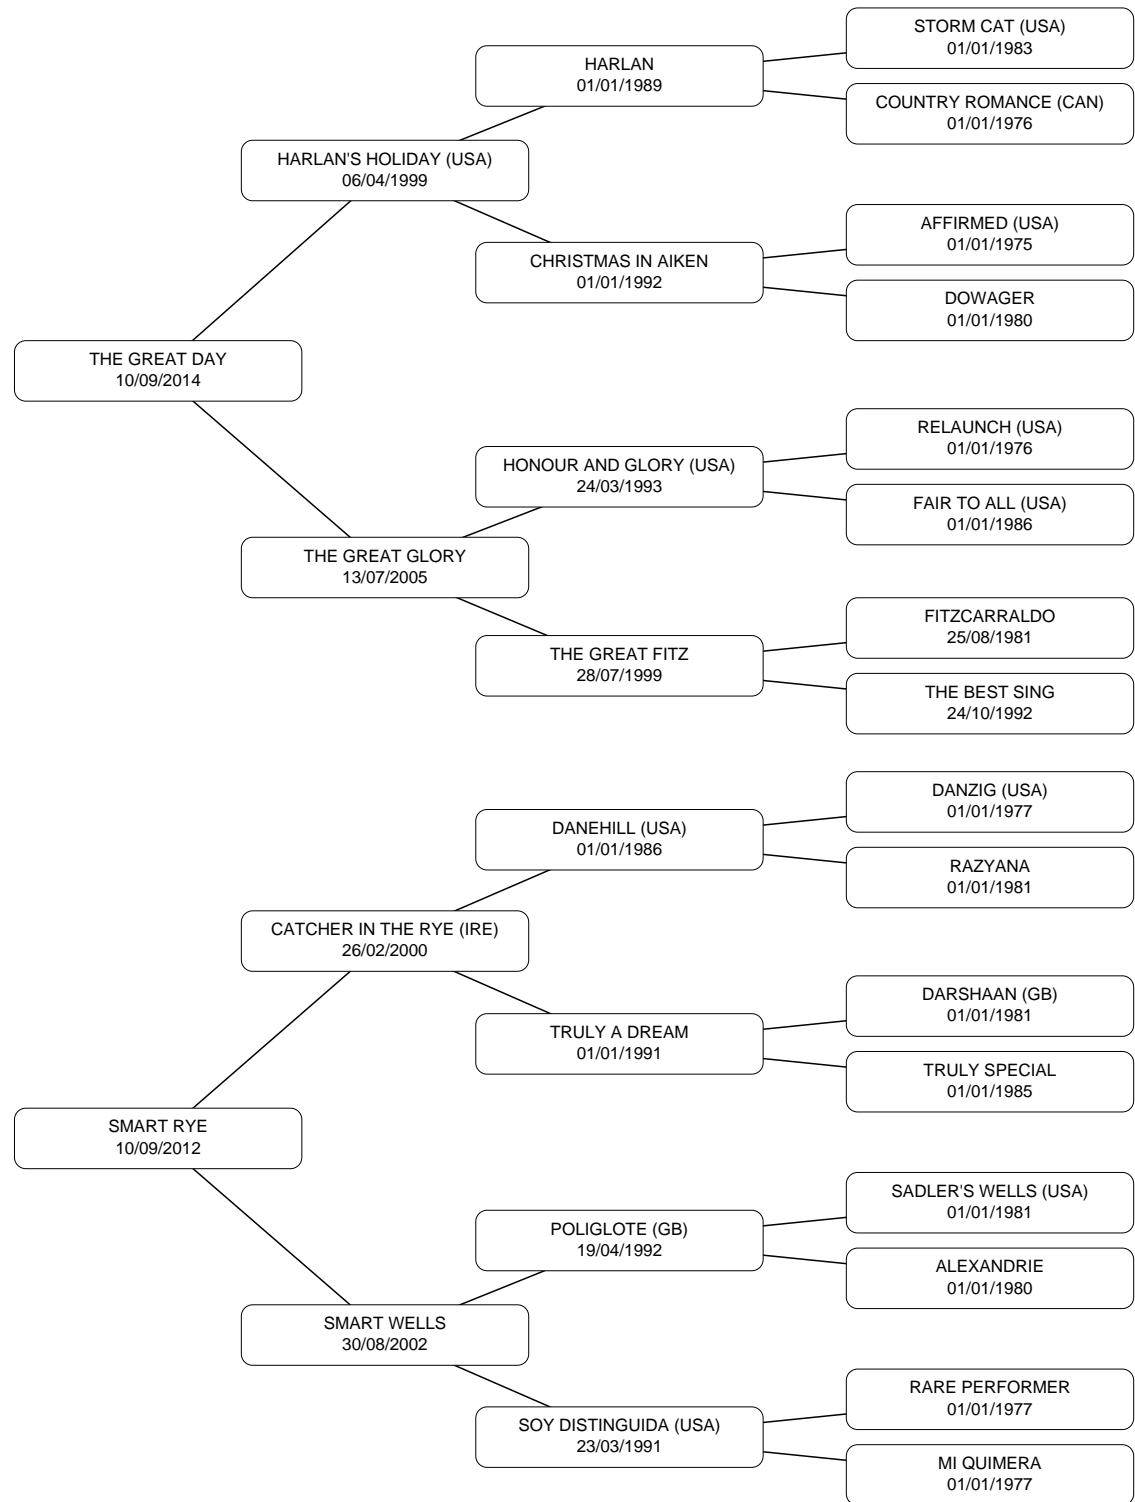 STORM CAT (USA)
01/01/1983
HARLAN
01/01/1989
COUNTRY ROMANCE (CAN)
01/01/1976
HARLAN'S HOLIDAY (USA)
06/04/1999
AFFIRMED (USA)
01/01/1975
CHRISTMAS IN AIKEN
01/01/1992
DOWAGER
01/01/1980
THE GREAT DAY
10/09/2014
RELAUNCH (USA)
01/01/1976
HONOUR AND GLORY (USA)
24/03/1993
FAIR TO ALL (USA)
01/01/1986
THE GREAT GLORY
13/07/2005
FITZCARRALDO
25/08/1981
THE GREAT FITZ
28/07/1999
THE BEST SING
24/10/1992
DANZIG (USA)
01/01/1977
DANEHILL (USA)
01/01/1986
RAZYANA
01/01/1981
CATCHER IN THE RYE (IRE)
26/02/2000
DARSHAAN (GB)
01/01/1981
TRULY A DREAM
01/01/1991
TRULY SPECIAL
01/01/1985
SMART RYE
10/09/2012
SADLER'S WELLS (USA)
01/01/1981
POLIGLOTE (GB)
19/04/1992
ALEXANDRIE
01/01/1980
SMART WELLS
30/08/2002
RARE PERFORMER
01/01/1977
SOY DISTINGUIDA (USA)
23/03/1991
MI QUIMERA
01/01/1977